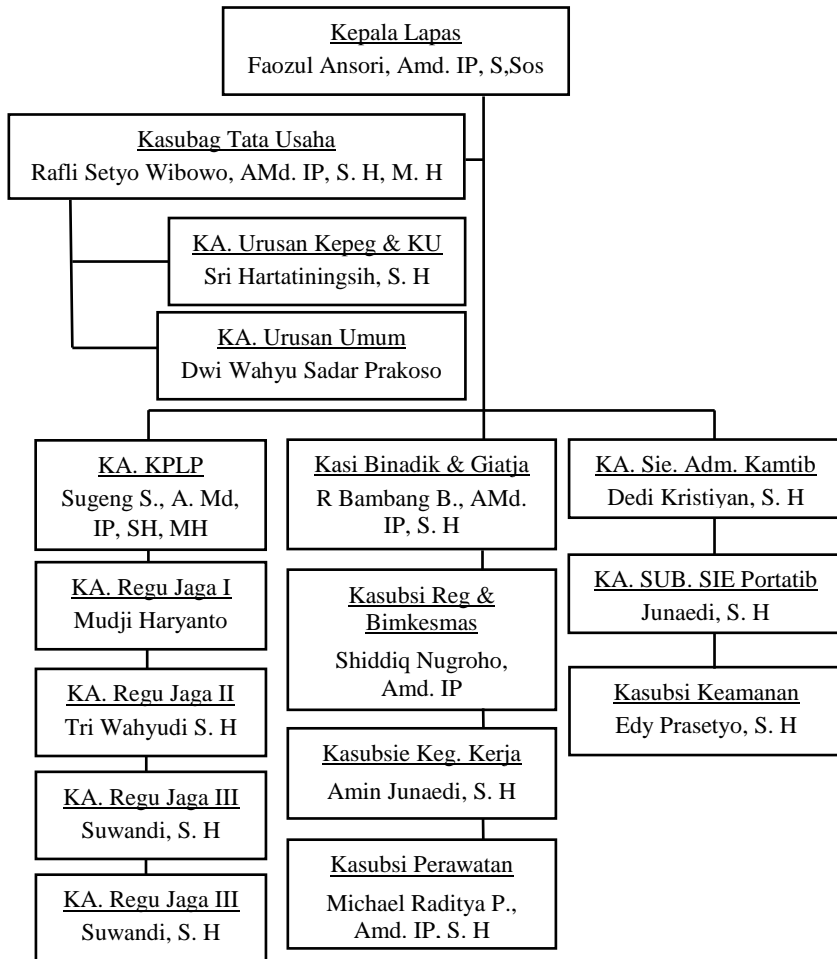 Kepala Lapas
Faozul Ansori, Amd. IP, S,Sos
Kasubag Tata Usaha
Rafli Setyo Wibowo, AMd. IP, S. H, M. H
KA. Urusan Kepeg & KU
Sri Hartatiningsih, S. H
KA. Urusan Umum
Dwi Wahyu Sadar Prakoso
KA. KPLP
Sugeng S., A. Md,
IP, SH, MH
KA. Regu Jaga I
Mudji Haryanto
KA. Regu Jaga II
Tri Wahyudi S. H
KA. Regu Jaga III
Suwandi, S. H
KA. Regu Jaga III
Suwandi, S. H
Kasi Binadik & Giatja
R Bambang B., AMd.
IP, S. H
Kasubsi Reg &
Bimkesmas
Shiddiq Nugroho,
Amd. IP
Kasubsie Keg. Kerja
Amin Junaedi, S. H
Kasubsi Perawatan
Michael Raditya P.,
Amd. IP, S. H
KA. Sie. Adm. Kamtib
Dedi Kristiyan, S. H
KA. SUB. SIE Portatib
Junaedi, S. H
Kasubsi Keamanan
Edy Prasetyo, S. H